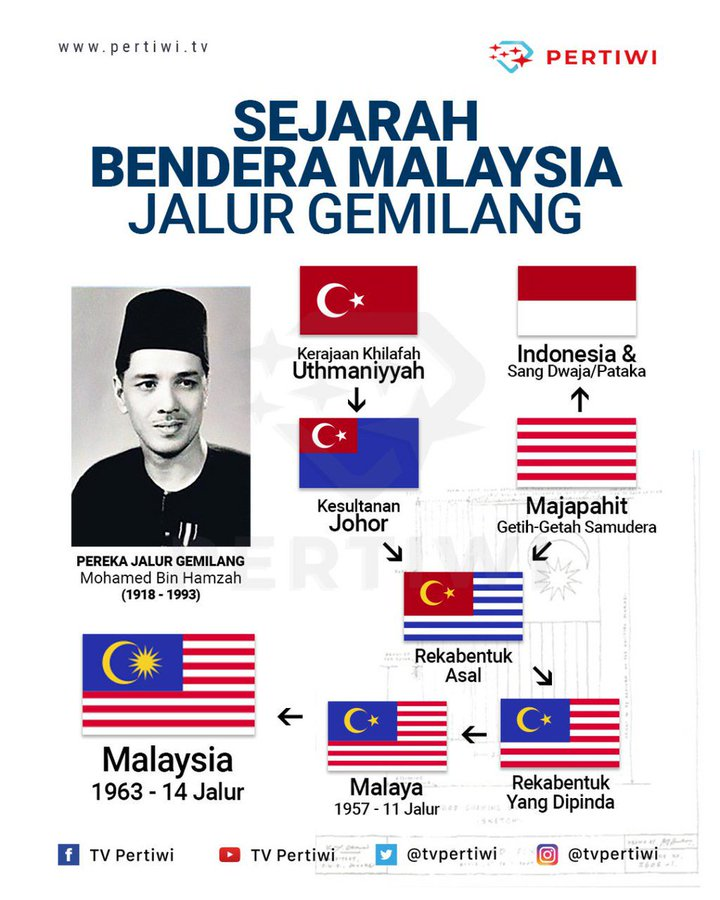 www.pertiwi.tv
PERTIWI
SEJARAH
BENDERA MALAYSIA
JALUR GEMILANG
Kerajaan Khilafah
Uthmaniyyah
Indonesia &
Sang Dwaja/Pataka
Kesultanan
Johor
Majapahit
Getih-Getah Samudera
PERTIWI
PEREKA JALUR GEMILANG
Mohamed Bin Hamzah
(1918 - 1993)
Rekabentuk
Asal
Malaysia
1963 - 14 Jalur
Malaya
1957 - 11 Jalur
Rekabentuk
Yang Dipinda
TV Pertiwi
TV Pertiwi
@tvpertiwi
@tvpertiwi